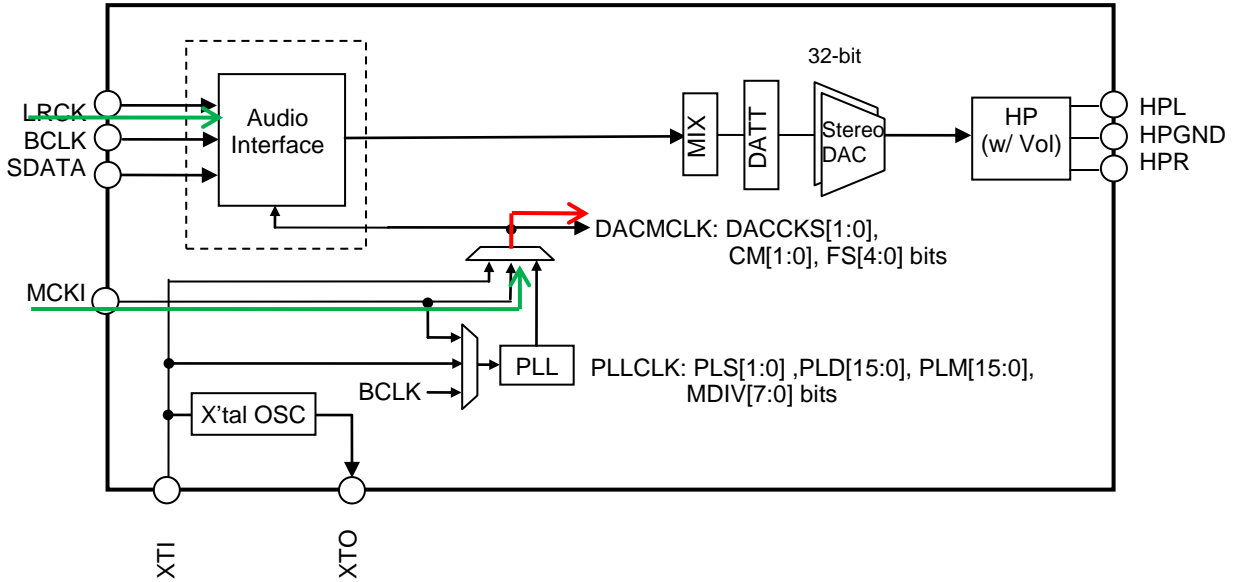 32-bit
LRCK
BCLK
SDATA
Audio
Interface
MIX
DATT
Stereo
DAC
HP
(w/ Vol)
HPL
HPGND
HPR
DACMCLK: DACCKS[1:0],
CM[1:0], FS[4:0] bits
MCKI
BCLK
PLL
PLLCLK: PLS[1:0] ,PLD[15:0], PLM[15:0],
MDIV[7:0] bits
X'tal OSC
XTI
XTO